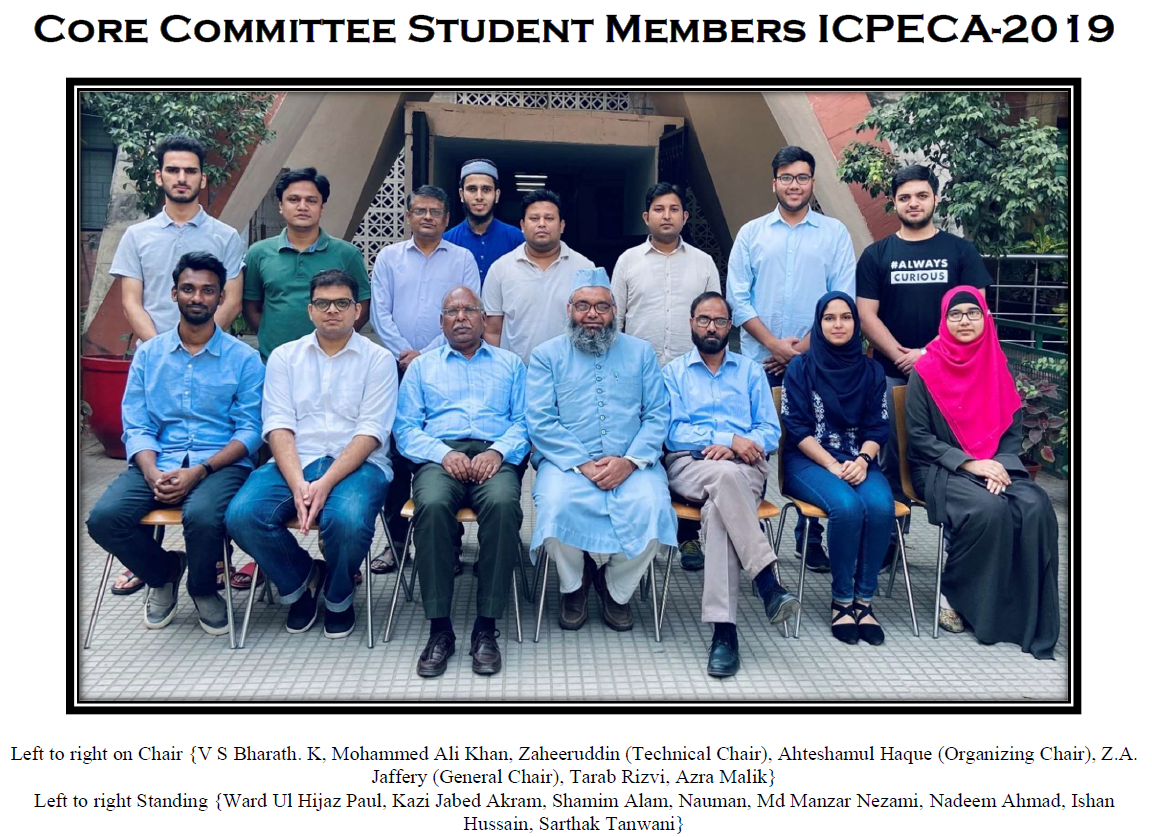 CORE COMMITTEE STUDENT MEMBERS ICPECA-2019
#ALWAYS
CURIOUS
Left to right on Chair {V S Bharath. K, Mohammed Ali Khan, Zaheeruddin (Technical Chair), Ahteshamul Haque (Organizing Chair), Z.A.
Jaffery (General Chair), Tarab Rizvi, Azra Malik}
Left to right Standing {Ward Ul Hijaz Paul, Kazi Jabed Akram, Shamim Alam, Nauman, Md Manzar Nezami, Nadeem Ahmad, Ishan
Hussain, Sarthak Tanwani}